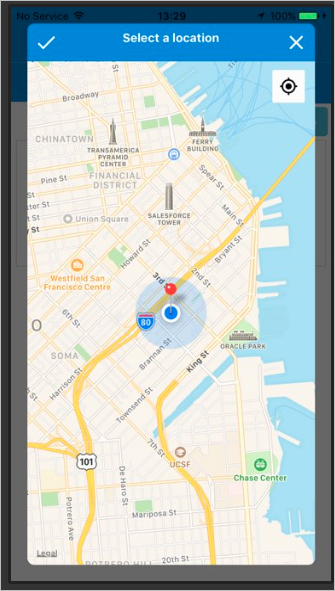 No Service
13:29
100%
Select a location
Broadway
CHINATOWN
TRANSAMERICA
PYRAMID
CENTER
FERRY
BUILDING
FINANCIAL
DISTRICT
Pine St
Spear St
tter St
Union Square
ry St
SALESFORCE
TOWER
Main St
Bryant St
Howard St
Westfield San
Francisco Centre
3rd
2nd St
O
6th St
80
SOMA
Brannan St
King St
ORACLE PARK
Harrison St
Townsend St
7th St
101
UCSF
Chase Center
De Haro St
Potrero Ave
Mariposa St
Legal
POTRERO HILL
20th St